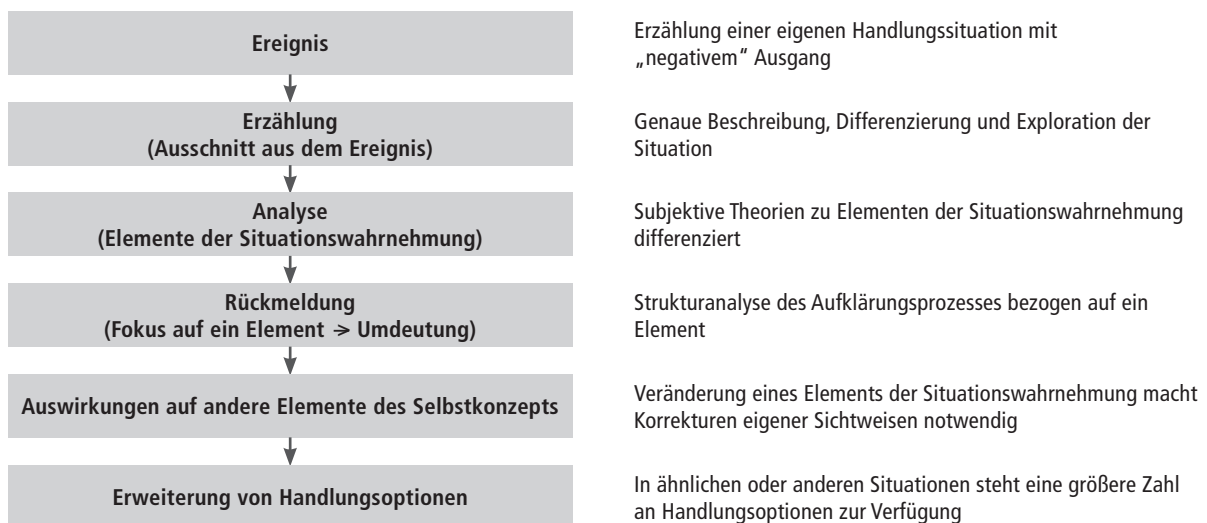 Ereignis
Erzählung einer eigenen Handlungssituation mit
„negativem“ Ausgang
Erzählung
(Ausschnitt aus dem Ereignis)
Genaue Beschreibung, Differenzierung und Exploration der
Situation
Analyse
(Elemente der Situationswahrnehmung)
Subjektive Theorien zu Elementen der Situationswahrnehmung
differenziert
Rückmeldung
(Fokus auf ein Element → Umdeutung)
Strukturanalyse des Aufklärungsprozesses bezogen auf ein
Element
Auswirkungen auf andere Elemente des Selbstkonzepts
Veränderung eines Elements der Situationswahrnehmung macht
Korrekturen eigener Sichtweisen notwendig
Erweiterung von Handlungsoptionen
In ähnlichen oder anderen Situationen steht eine größere Zahl
an Handlungsoptionen zur Verfügung